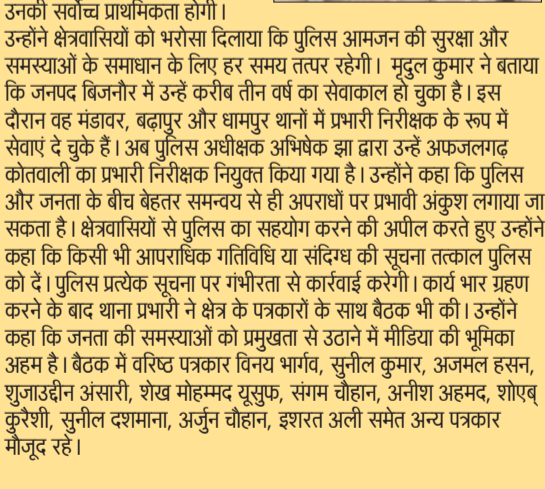 उनकी सर्वोच्च प्राथमिकता होगी।
उन्होंने क्षेत्रवासियों को भरोसा दिलाया कि पुलिस आमजन की सुरक्षा और
समस्याओं के समाधान के लिए हर समय तत्पर रहेगी। मृदुल कुमार ने बताया
कि जनपद बिजनौर में उन्हें करीब तीन वर्ष का सेवाकाल हो चुका है। इस
दौरान वह मंडावर, बढ़ापुर और धामपुर थानों में प्रभारी निरीक्षक के रूप में
सेवाएं दे चुके हैं। अब पुलिस अधीक्षक अभिषेक झा द्वारा उन्हें अफजलगढ़
कोतवाली का प्रभारी निरीक्षक नियुक्त किया गया है। उन्होंने कहा कि पुलिस
और जनता के बीच बेहतर समन्वय से ही अपराधों पर प्रभावी अंकुश लगाया जा
सकता है। क्षेत्रवासियों से पुलिस का सहयोग करने की अपील करते हुए उन्होंने
कहा कि किसी भी आपराधिक गतिविधि या संदिग्ध की सूचना तत्काल पुलिस
को दें। पुलिस प्रत्येक सूचना पर गंभीरता से कार्रवाई करेगी। कार्य भार ग्रहण
करने के बाद थाना प्रभारी ने क्षेत्र के पत्रकारों के साथ बैठक भी की। उन्होंने
कहा कि जनता की समस्याओं को प्रमुखता से उठाने में मीडिया की भूमिका
अहम है। बैठक में वरिष्ठ पत्रकार विनय भार्गव, सुनील कुमार, अजमल हसन,
शुजाउद्दीन अंसारी, शेख मोहम्मद यूसुफ, संगम चौहान, अनीश अहमद, शोएब्
कुरैशी, सुनील दशमाना, अर्जुन चौहान, इशरत अली समेत अन्य पत्रकार
मौजूद रहे।